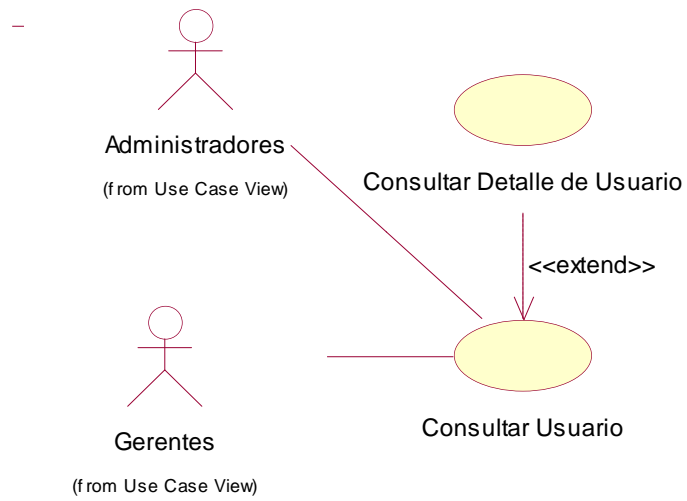 Administradores
(from Use Case View)
Consultar Detalle de Usuario
<<extend>>
Gerentes
(from Use Case View)
Consultar Usuario